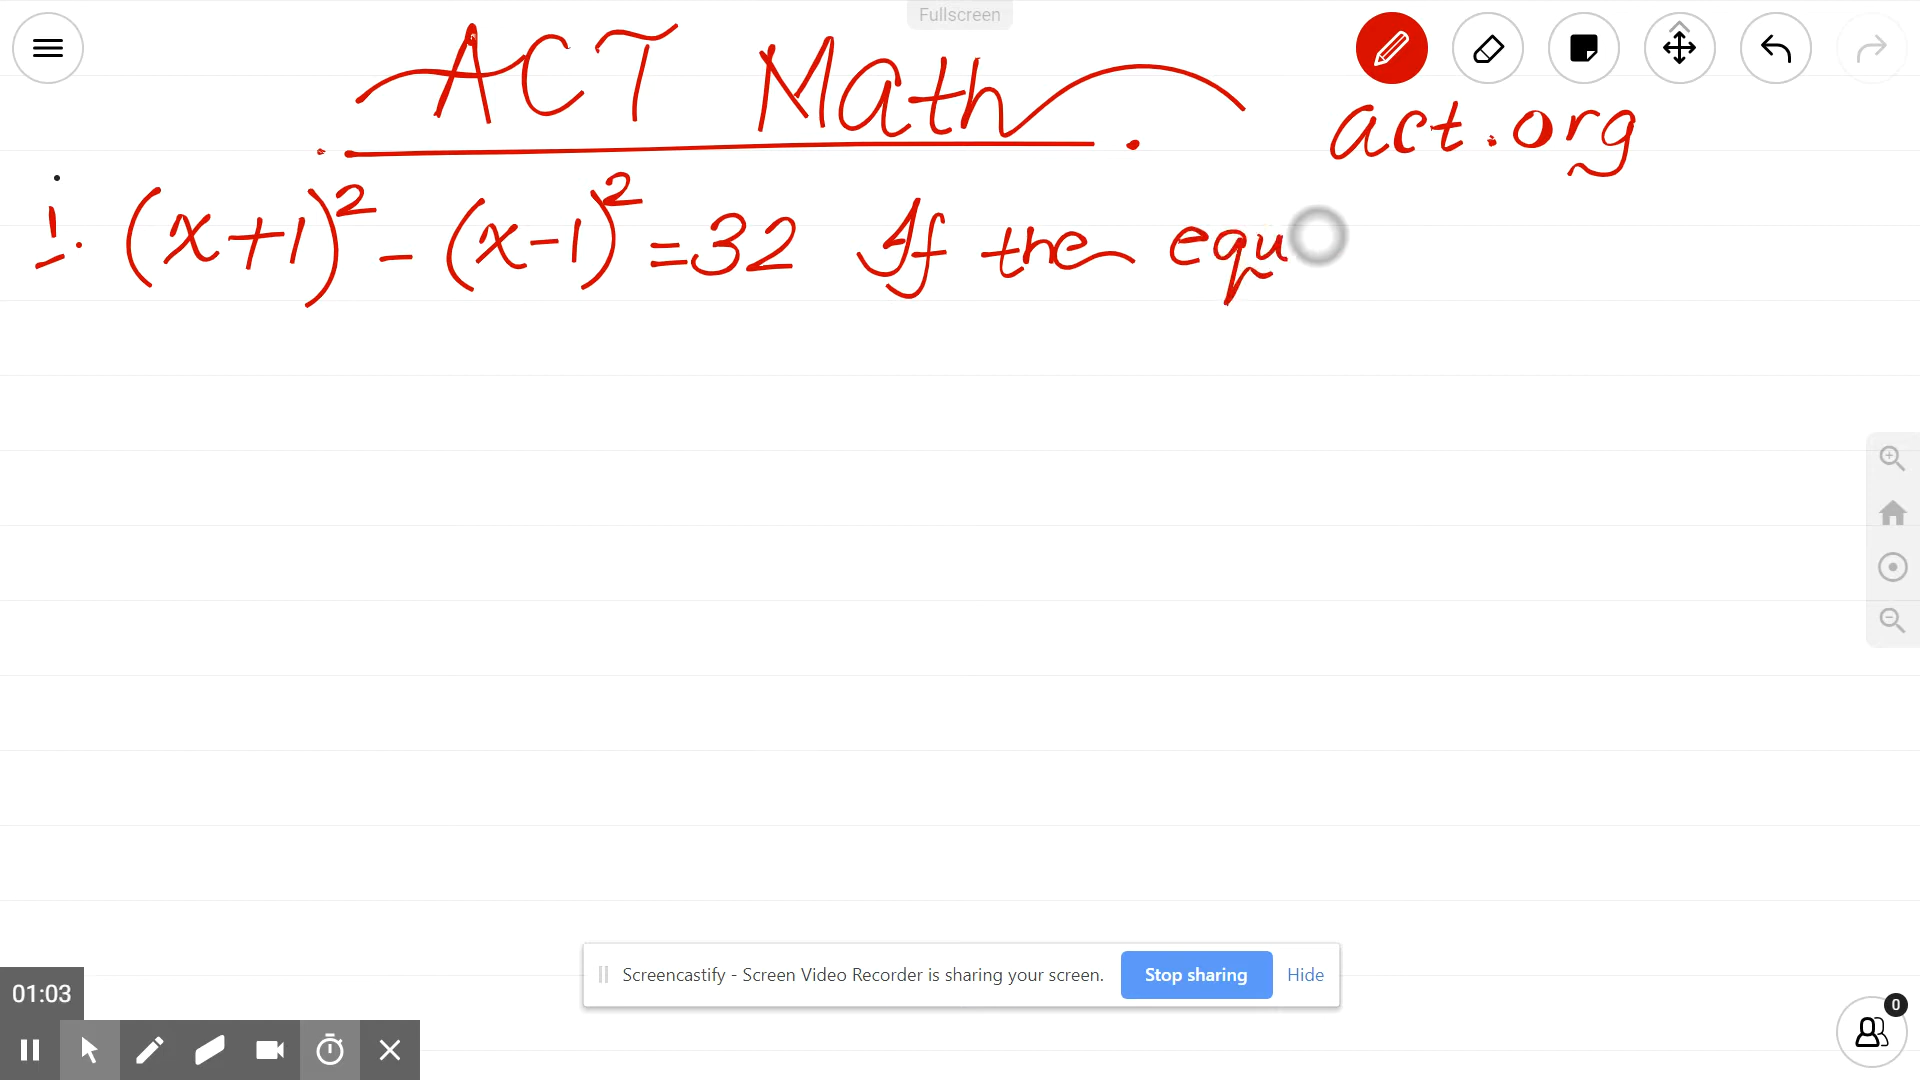 Fullscreen
ACT Math
act.org
1. (x+1)² - (x-1)² = 32 If the equ
Screencastify - Screen Video Recorder is sharing your screen. Stop sharing Hide
01:03
0